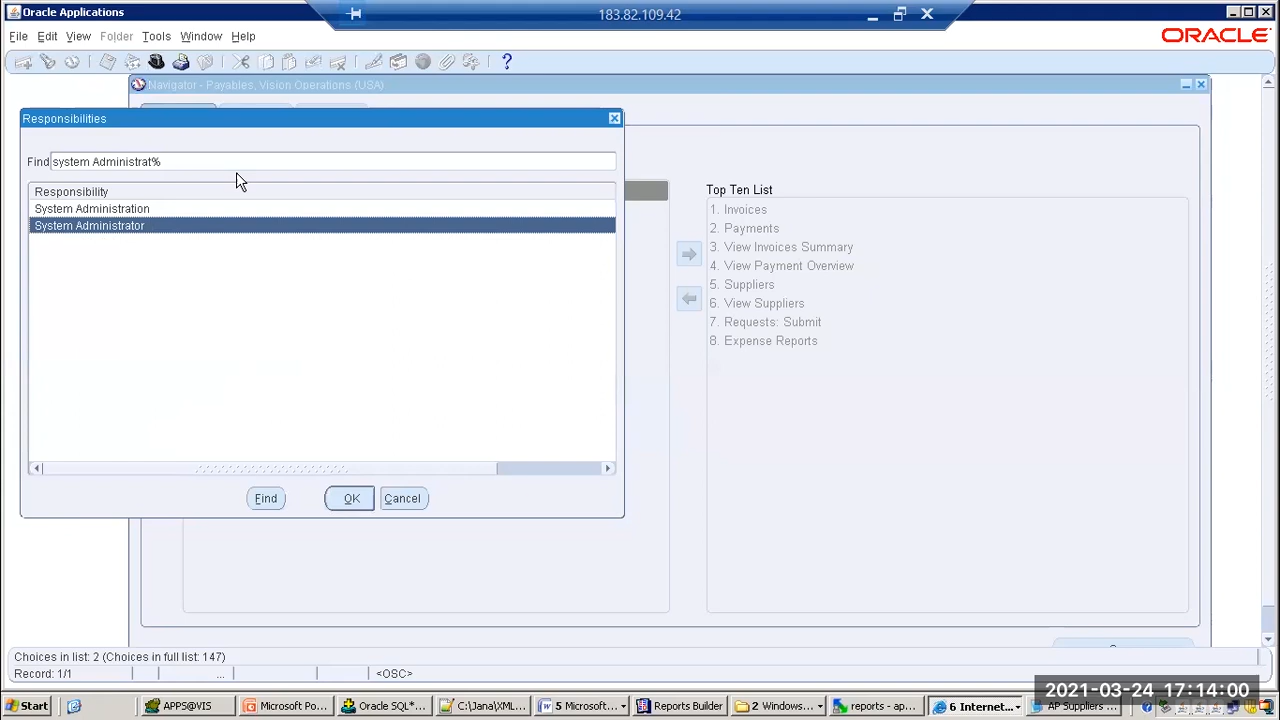 Oracle Applications
183.82.109.42
File Edit View Folder Tools Window Help
ORACLE
Navigator - Payables, Vision Operations (USA)
Responsibilities
Find system Administrat%
Responsibility
System Administration
System Administrator
Top Ten List
1. Invoices
2. Payments
3. View Invoices Summary
4. View Payment Overview
5. Suppliers
6. View Suppliers
7. Requests: Submit
8. Expense Reports
Find OK Cancel
Choices in list: 2 (Choices in full list: 147)
Record: 1/1 ... <OSC>
Start APPS@VIS Microsoft Po... Oracle SQL*... 5 microsoft... Reports Builder 2 Windows... reports - ap... 6 Internet... AP Suppliers ...
2021-03-24 17:14:00